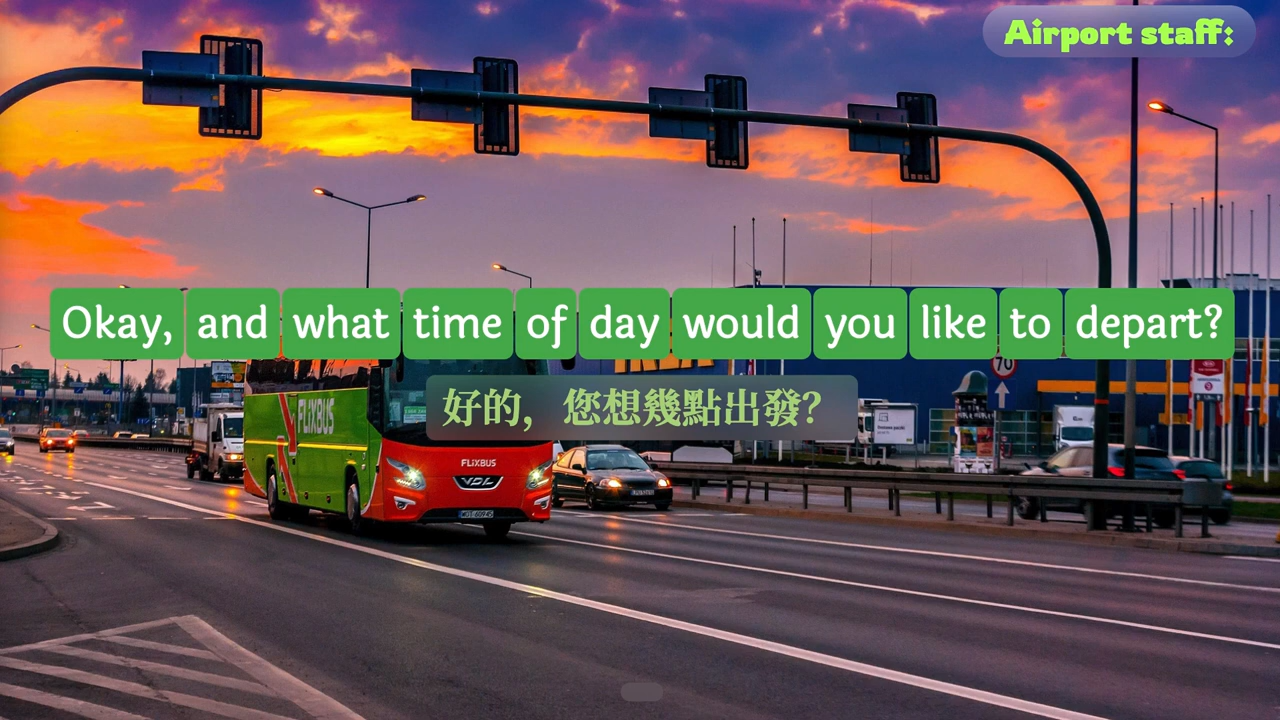 Airport staff:
Okay, and what time of day would you like to depart?
好的，您想幾點出發？
70
FLiXBUS
FLiXBUS
VDL